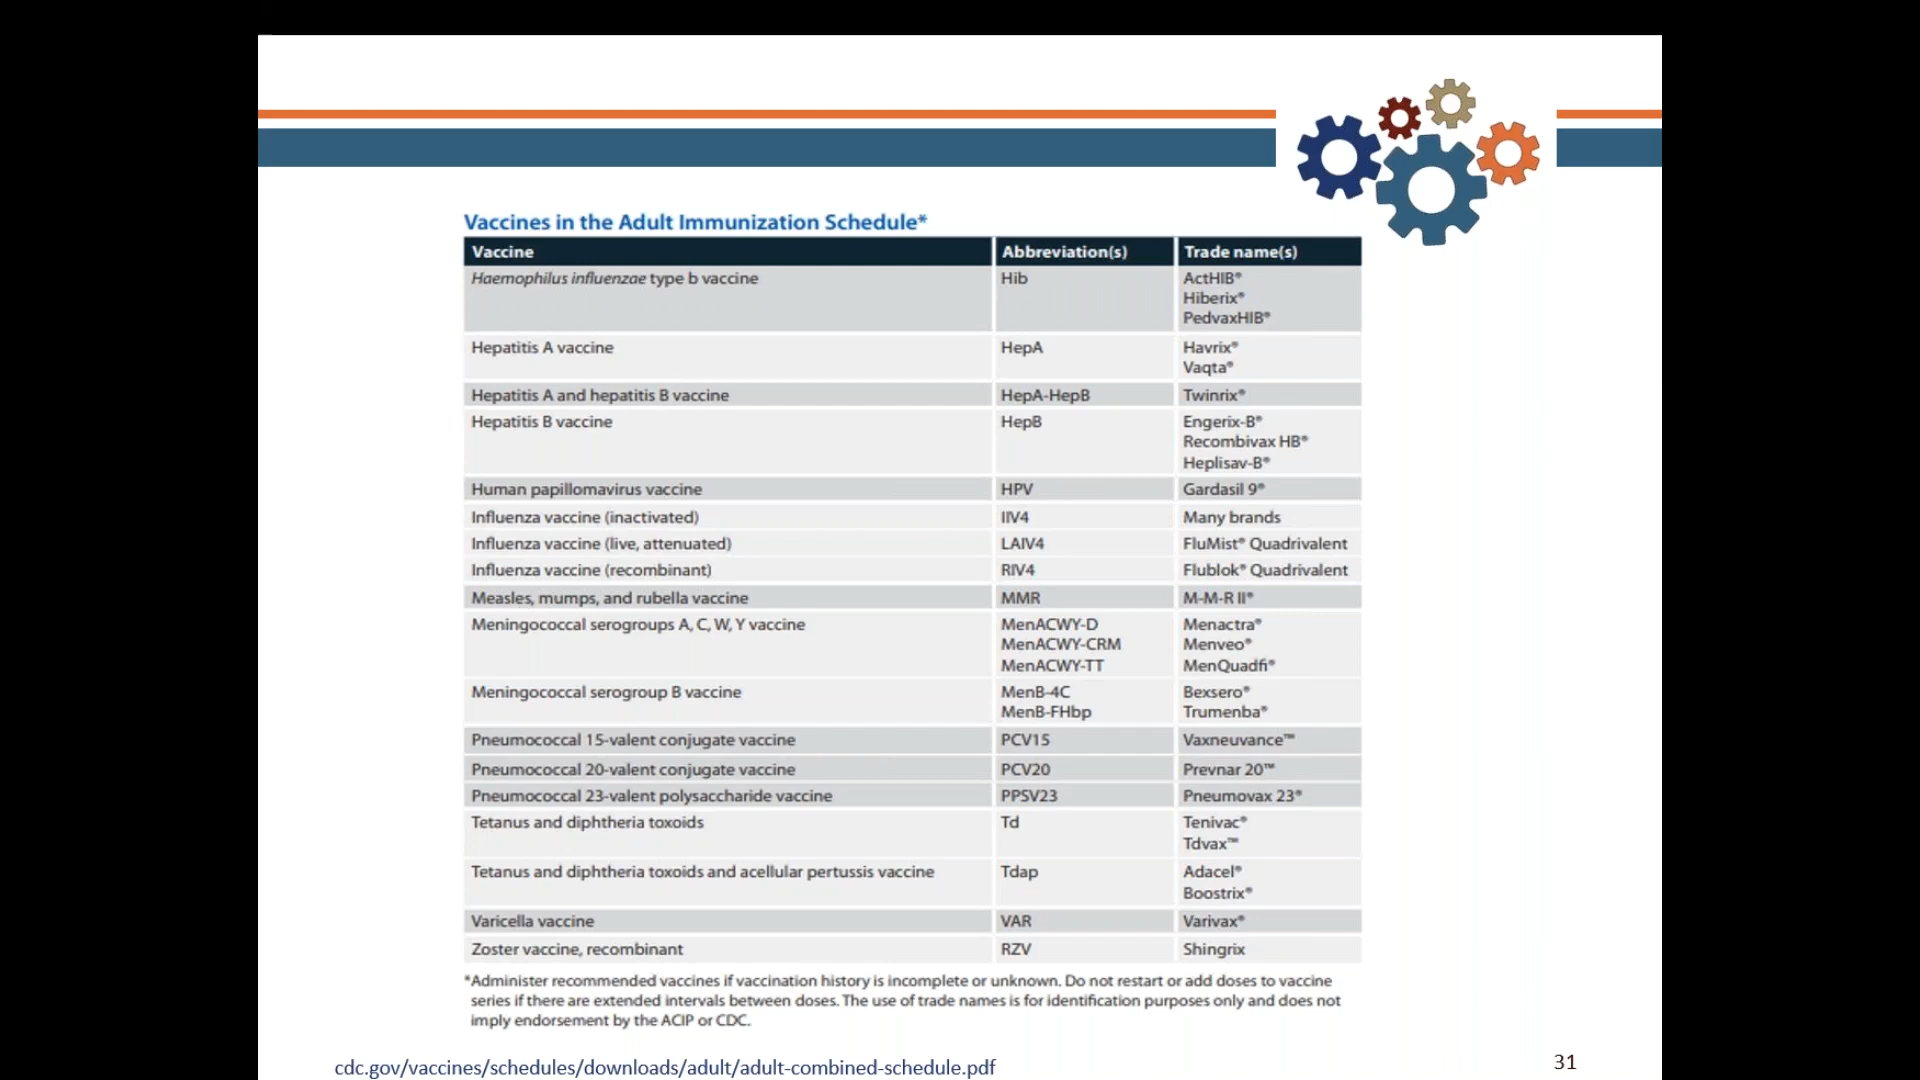 Vaccines in the Adult Immunization Schedule*
Vaccine Abbreviation(s) Trade name(s)
Haemophilus influenzae type b vaccine Hib ActHIB®
Hiberix®
PedvaxHIB®
Hepatitis A vaccine HepA Havrix®
Vaqta®
Hepatitis A and hepatitis B vaccine HepA-HepB Twinrix®
Hepatitis B vaccine HepB Engerix-B®
Recombivax HB®
Heplisav-B®
Human papillomavirus vaccine HPV Gardasil 9®
Influenza vaccine (inactivated) IIV4 Many brands
Influenza vaccine (live, attenuated) LAIV4 FluMist® Quadrivalent
Influenza vaccine (recombinant) RIV4 Flublok® Quadrivalent
Measles, mumps, and rubella vaccine MMR M-M-R II®
Meningococcal serogroups A, C, W, Y vaccine MenACWY-D Menactra®
MenACWY-CRM Menveo®
MenACWY-TT MenQuadfi®
Meningococcal serogroup B vaccine MenB-4C Bexsero®
MenB-FHbp Trumenba®
Pneumococcal 15-valent conjugate vaccine PCV15 Vaxneuvance™
Pneumococcal 20-valent conjugate vaccine PCV20 Prevnar 20™
Pneumococcal 23-valent polysaccharide vaccine PPSV23 Pneumovax 23®
Tetanus and diphtheria toxoids Td Tenivac®
Tdvax™
Tetanus and diphtheria toxoids and acellular pertussis vaccine Tdap Adacel®
Boostrix®
Varicella vaccine VAR Varivax®
Zoster vaccine, recombinant RZV Shingrix
*Administer recommended vaccines if vaccination history is incomplete or unknown. Do not restart or add doses to vaccine
series if there are extended intervals between doses. The use of trade names is for identification purposes only and does not
imply endorsement by the ACIP or CDC.
cdc.gov/vaccines/schedules/downloads/adult/adult-combined-schedule.pdf
31